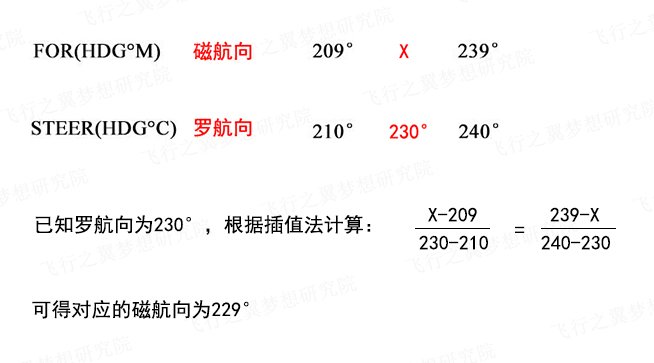 FOR(HDG°M) 磁航向 209° X 239°
STEER(HDG°C) 罗航向 210° 230° 240°
已知罗航向为230°，根据插值法计算： X-209 / 230-210 = 239-X / 240-230
可得对应的磁航向为229°
飞行之翼梦想研究院